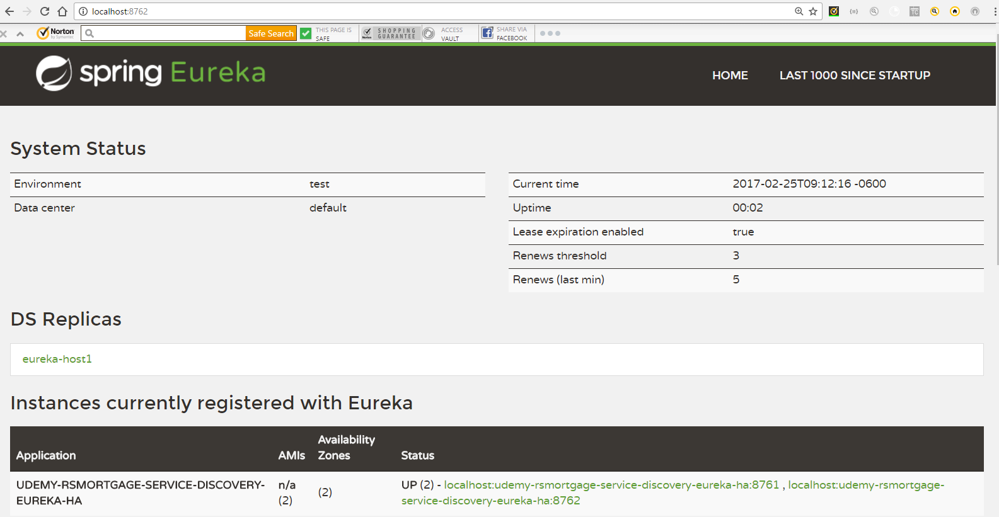 localhost:8762
Norton
by Symantec
Safe Search
THIS PAGE IS
SAFE
Norton
SHOPPING
GUARANTEE
ACCESS
VAULT
SHARE VIA
FACEBOOK
TC
spring Eureka
HOME
LAST 1000 SINCE STARTUP
System Status
Environment test
Data center default
Current time 2017-02-25T09:12:16 -0600
Uptime 00:02
Lease expiration enabled true
Renews threshold 3
Renews (last min) 5
DS Replicas
eureka-host1
Instances currently registered with Eureka
Application AMIs Availability Zones Status
UDEMY-RSMORTGAGE-SERVICE-DISCOVERY-
EUREKA-HA
n/a
(2)
(2)
UP (2) - localhost:udemy-rsmortgage-service-discovery-eureka-ha:8761 , localhost:udemy-rsmortgage-
service-discovery-eureka-ha:8762